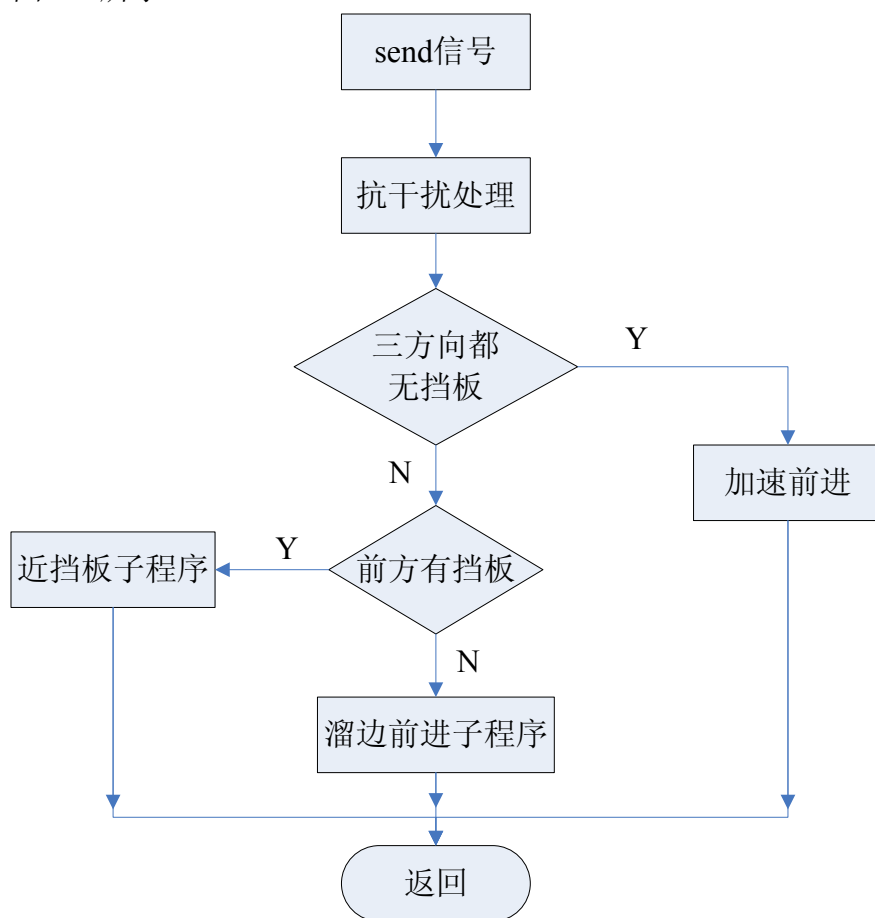 send信号
抗干扰处理
三方向都
无挡板
Y
N
加速前进
Y
近挡板子程序
前方有挡板
N
溜边前进子程序
返回